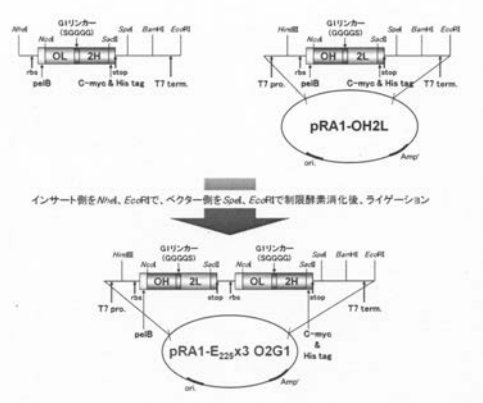 G1リンカー
(SGGGG)
NheI NcoI SacII SpeI BamHI EcoRI
OL 2H
rbs stop
pelB C-myc & His tag T7 term.
G1リンカー
(GGGGS)
HindIII NcoI SacII SpeI BamHI EcoRI
OH 2L
T7 pro. rbs stop
pelB C-myc & His tag T7 term.
pRA1-OH2L
ori. Ampʳ
インサート側をNheI、EcoRIで、ベクター側をSpeI、EcoRIで制限酵素消化後、ライゲーション
G1リンカー
(GGGGS)
G1リンカー
(SGGGG)
HindIII NcoI SacII NcoI SacII SpeI BamHI EcoRI
OH 2L OL 2H
T7 pro. rbs stop rbs stop T7 term.
pelB
C-myc
&
His tag
pRA1-E₂₂₅x3 O2G1
ori. Ampʳ